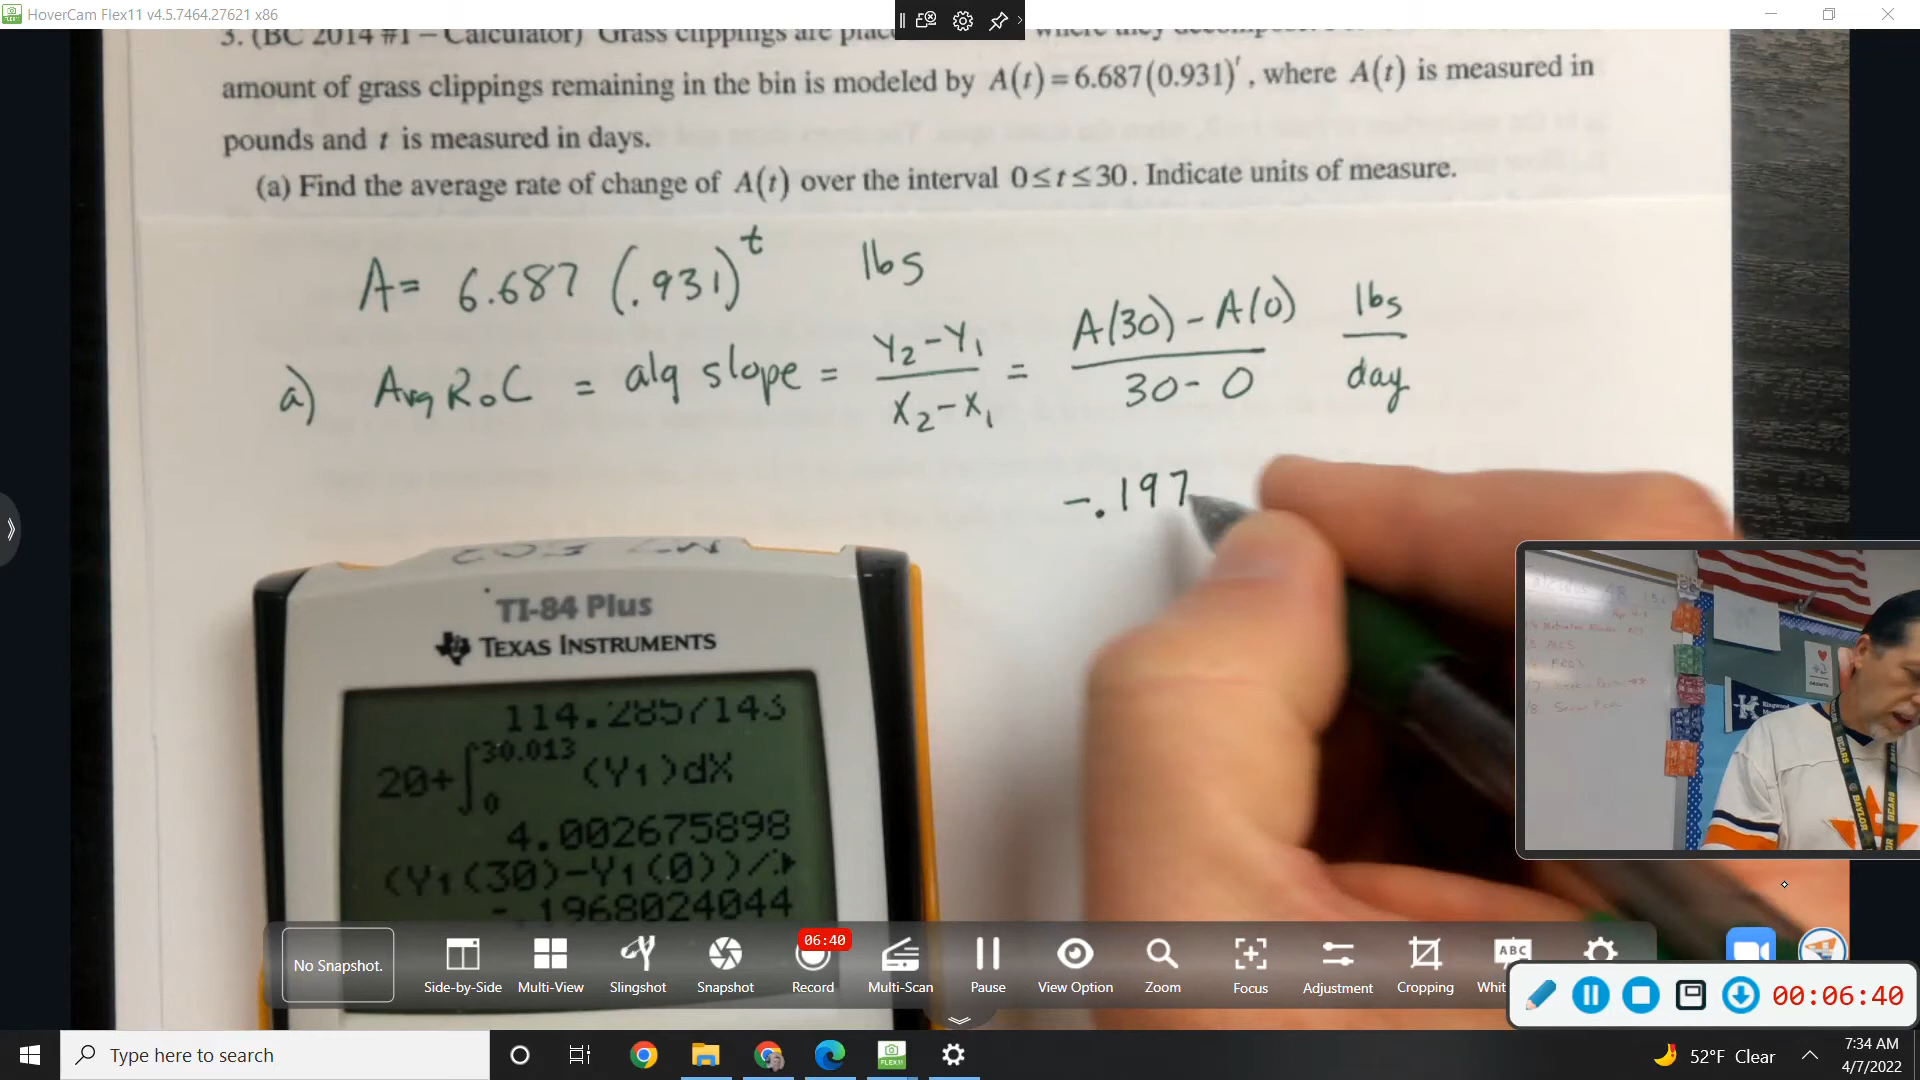 HoverCam Flex11 v4.5.7464.27621 x86
3. (BC 2014 #1 – Calculator) Grass clippings are
amount of grass clippings remaining in the bin is modeled by A(t)=6.687(0.931)^t, where A(t) is measured in
pounds and t is measured in days.
(a) Find the average rate of change of A(t) over the interval 0≤t≤30. Indicate units of measure.
A= 6.687 (.931)^t lbs
a) Avg RoC = alg slope = Y₂-Y₁/X₂-X₁ = A(30)-A(0)/30-0 lbs/day
-.197
TI-84 Plus
TEXAS INSTRUMENTS
114.2857143
20+∫₀^30.013 (Y₁)dX
4.002675898
(Y₁(30)-Y₁(0))/
-.1968024044
No Snapshot.
Side-by-Side
Multi-View
Slingshot
Snapshot
06:40
Record
Multi-Scan
Pause
View Option
Zoom
Focus
Adjustment
Cropping
ABC
Whit
00:06:40
Type here to search
FLEX11
52°F Clear
7:34 AM
4/7/2022